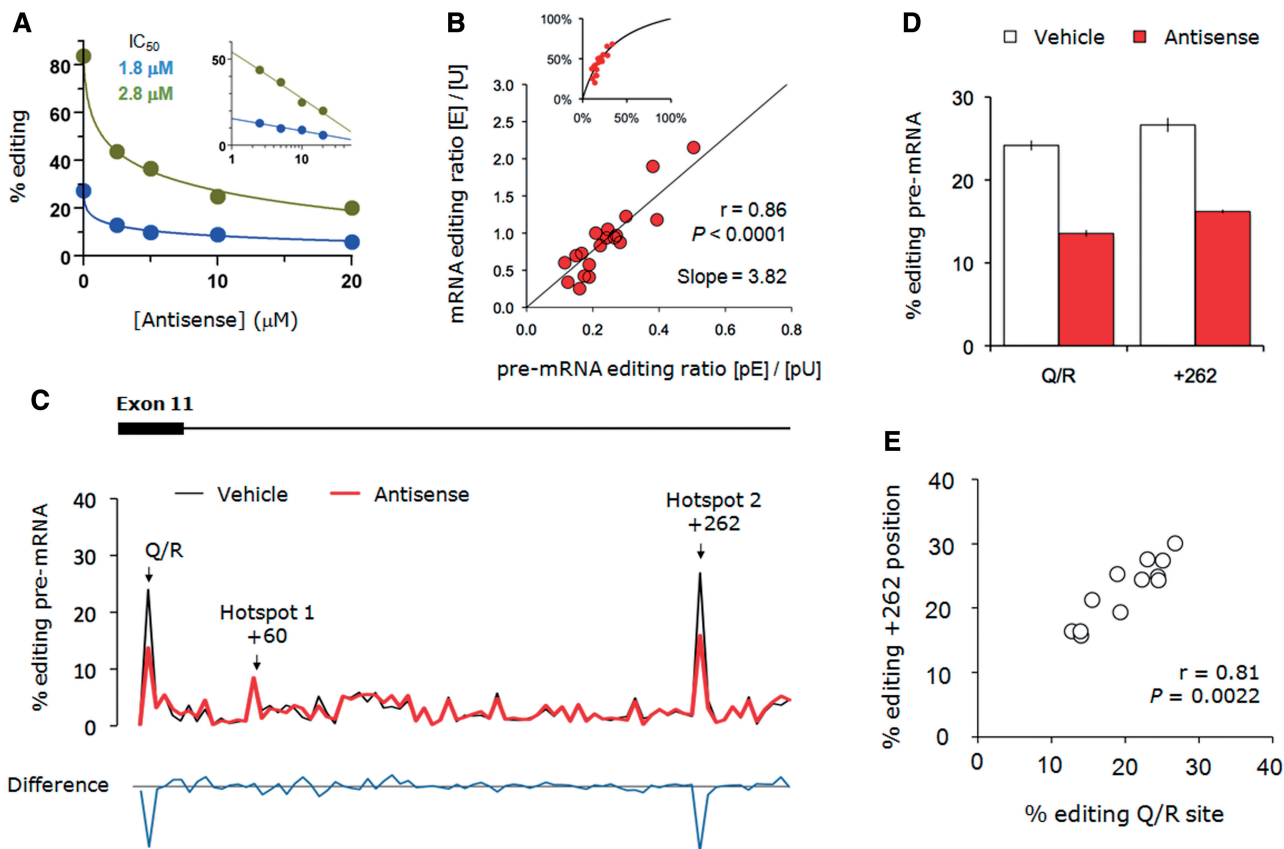 A
% editing
80
60
40
20
0
IC50
1.8 µM
2.8 µM
50
0
1
10
0
10
20
[Antisense] (µM)
B
100%
50%
0%
0%
50%
100%
mRNA editing ratio [E] / [U]
3.0
2.5
2.0
1.5
1.0
0.5
0.0
r = 0.86
P < 0.0001
Slope = 3.82
0.0
0.2
0.4
0.6
0.8
pre-mRNA editing ratio [pE] / [pU]
D
Vehicle
Antisense
% editing pre-mRNA
30
20
10
0
Q/R
+262
C
Exon 11
Vehicle
Antisense
% editing pre-mRNA
40
30
20
10
0
Q/R
Hotspot 1
+60
Hotspot 2
+262
Difference
E
% editing +262 position
40
30
20
10
0
r = 0.81
P = 0.0022
0
10
20
30
40
% editing Q/R site